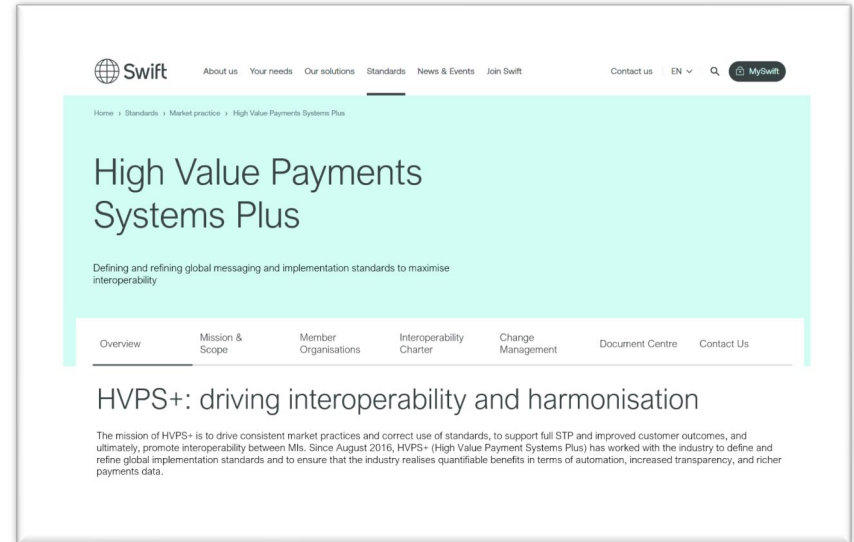 Swift
About us Your needs Our solutions Standards News & Events Join Swift Contact us EN MySwift
Home › Standards › Market practice › High Value Payments Systems Plus
High Value Payments
Systems Plus
Defining and refining global messaging and implementation standards to maximise
interoperability
Overview
Mission &
Scope
Member
Organisations
Interoperability
Charter
Change
Management
Document Centre
Contact Us
HVPS+: driving interoperability and harmonisation
The mission of HVPS+ is to drive consistent market practices and correct use of standards, to support full STP and improved customer outcomes, and
ultimately, promote interoperability between MIs. Since August 2016, HVPS+ (High Value Payment Systems Plus) has worked with the industry to define and
refine global implementation standards and to ensure that the industry realises quantifiable benefits in terms of automation, increased transparency, and richer
payments data.